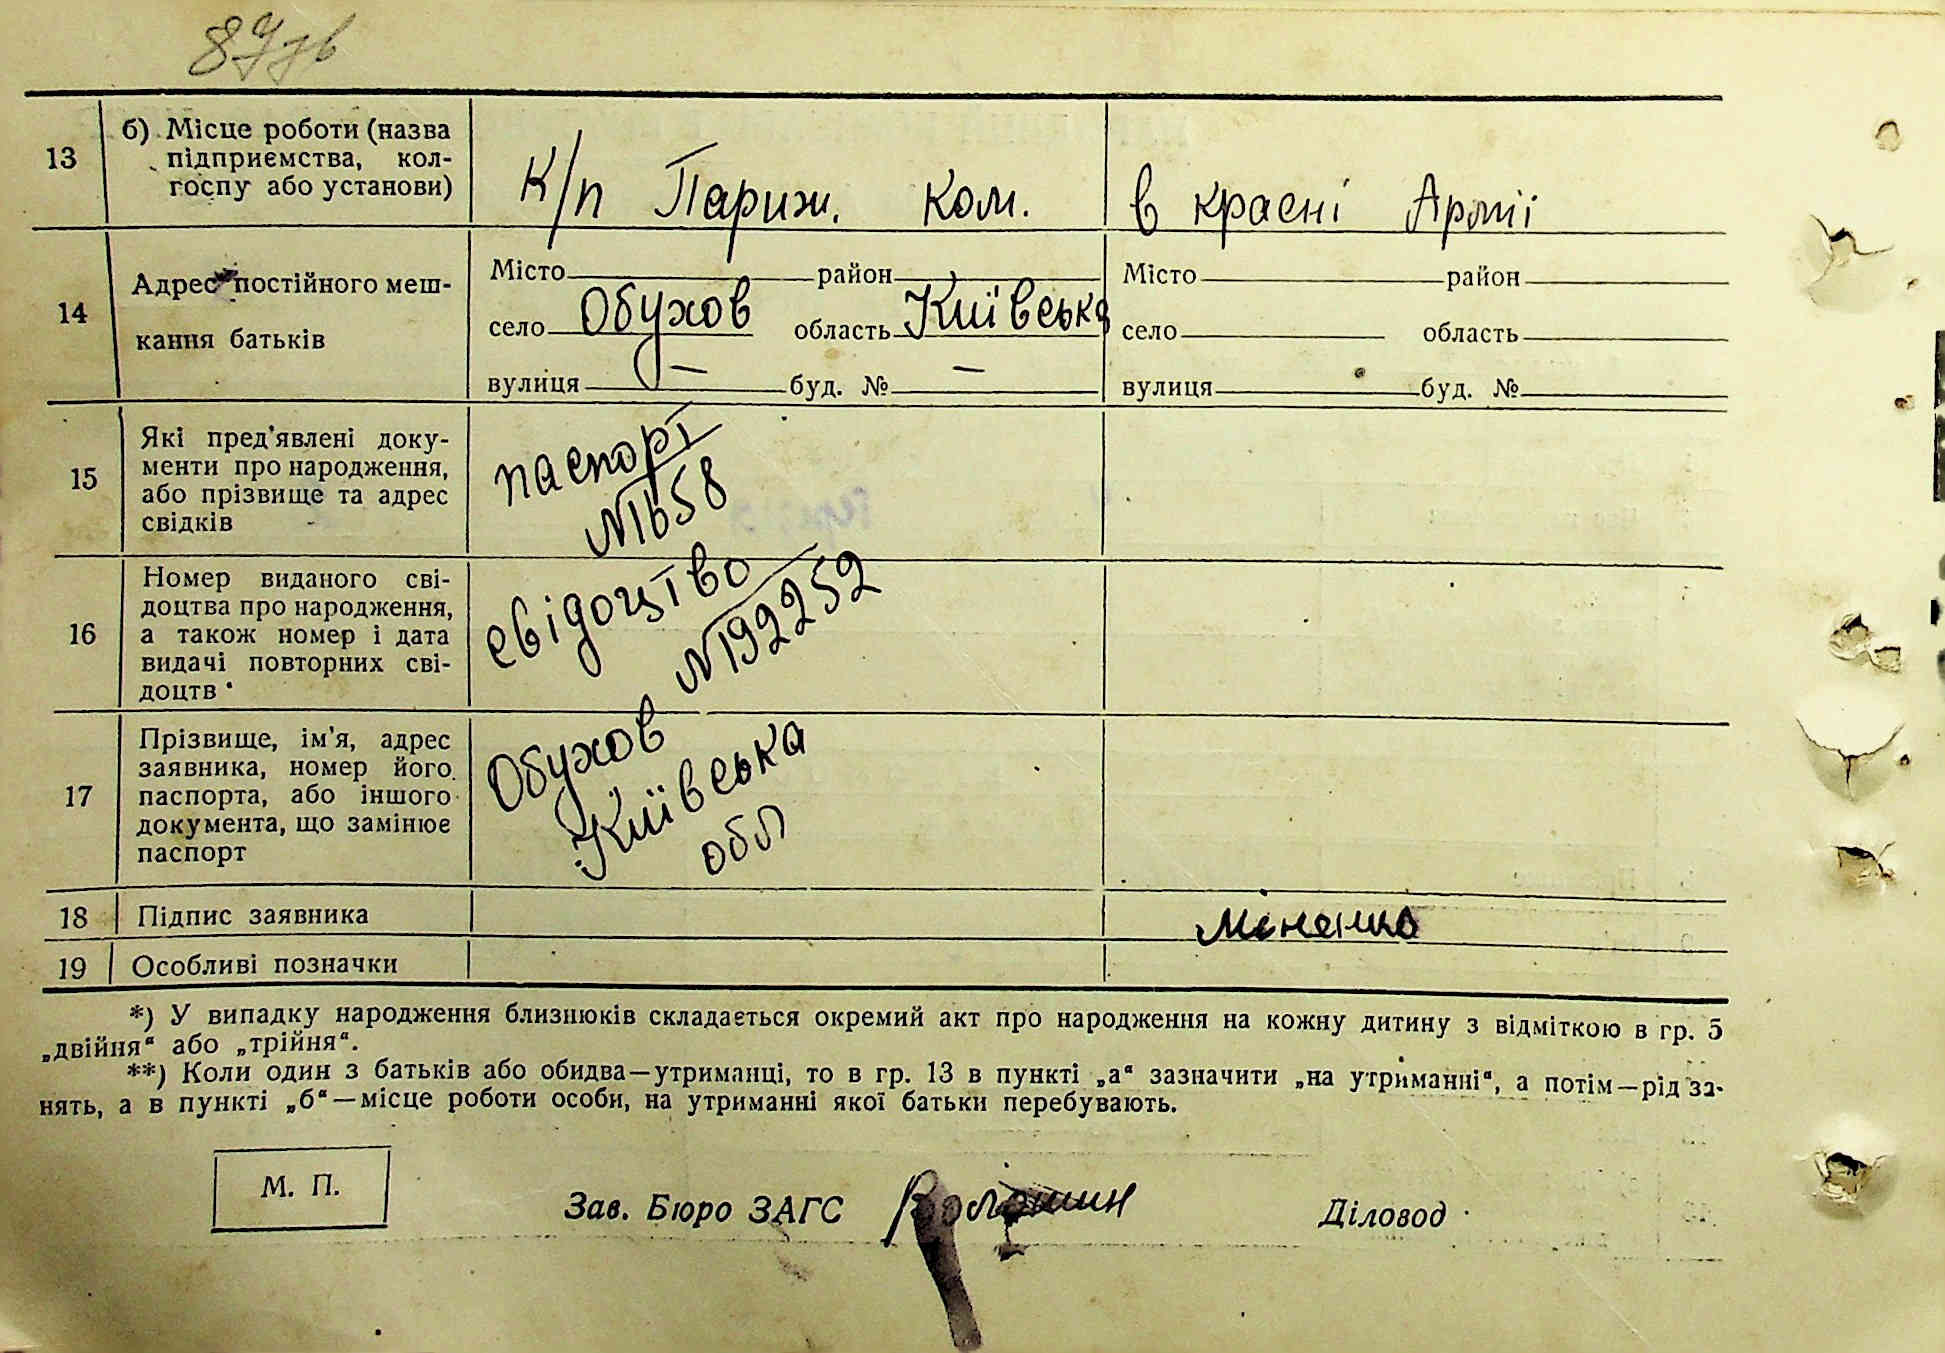 87зв
13
б) Місце роботи (назва
підприємства, кол-
госпу або установи)
К/п Париж. Ком.
в красні Армії
14
Адрес постійного меш-
кання батьків
Місто район
село Обухов область Київська
вулиця — буд. № —
Місто район
село область
вулиця буд. №
15
Які пред'явлені доку-
менти про народження,
або прізвище та адрес
свідків
паспорт
№1658
16
Номер виданого сві-
доцтва про народження,
а також номер і дата
видачі повторних сві-
доцтв
свідоцтво
№192252
17
Прізвище, ім'я, адрес
заявника, номер його
паспорта, або іншого
документа, що замінює
паспорт
Обухов
Київська
обл
18
Підпис заявника
19
Особливі позначки
*) У випадку народження близнюків складається окремий акт про народження на кожну дитину з відміткою в гр. 5
„двійня“ або „трійня“.
**) Коли один з батьків або обидва—утриманці, то в гр. 13 в пункті „а“ зазначити „на утриманні“, а потім—рід за-
нять, а в пункті „б“—місце роботи особи, на утриманні якої батьки перебувають.
М. П.
Зав. Бюро ЗАГС
Діловод